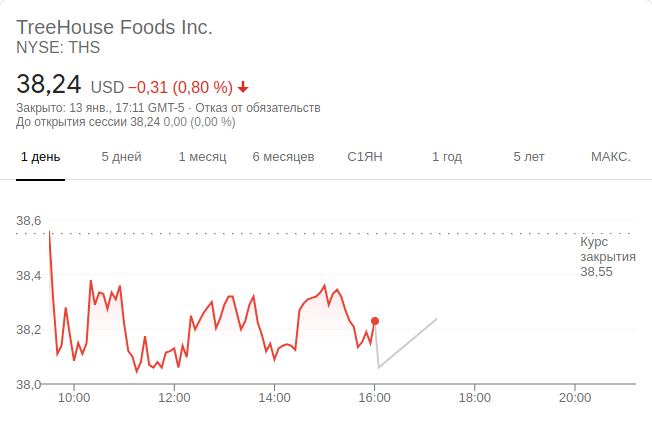 TreeHouse Foods Inc.
NYSE: THS
38,24 USD −0,31 (0,80 %)
Закрыто: 13 янв., 17:11 GMT-5 · Отказ от обязательств
До открытия сессии 38,24 0,00 (0,00 %)
1 день 5 дней 1 месяц 6 месяцев С1ЯН 1 год 5 лет МАКС.
38,6
Курс
закрытия
38,55
38,4
38,2
38,0
10:00 12:00 14:00 16:00 18:00 20:00